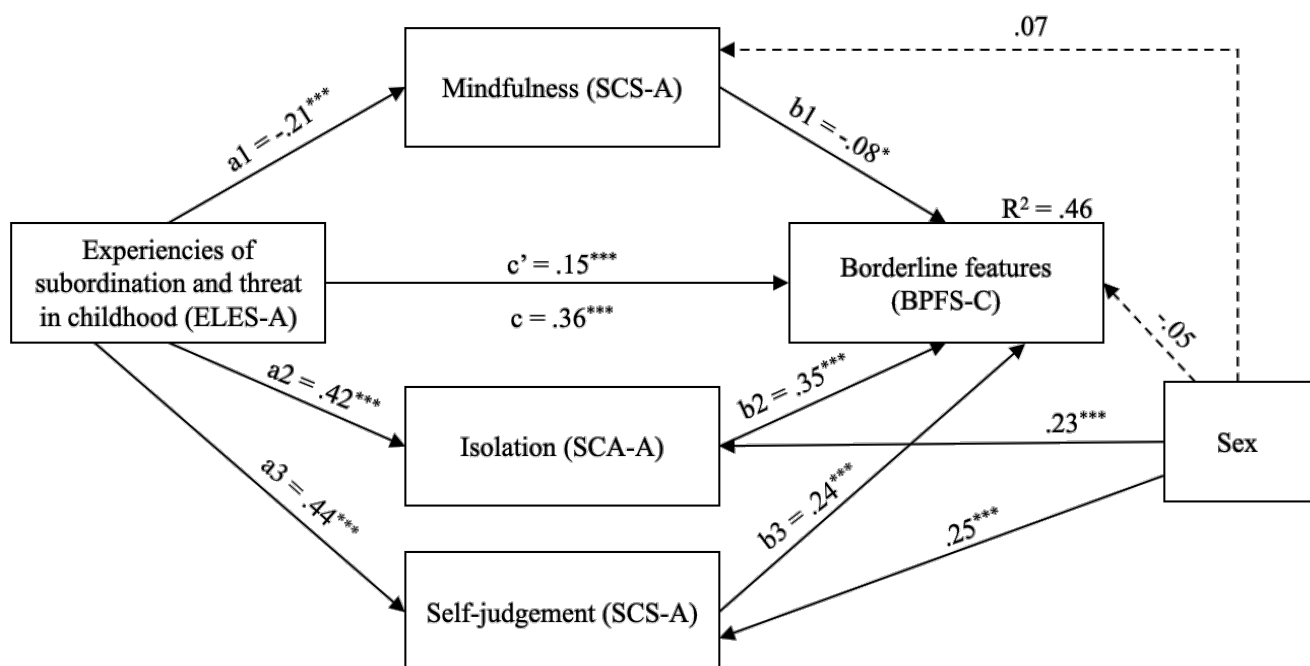 .07
Mindfulness (SCS-A)
a1 = -.21***
b1 = -.08*
R² = .46
Experiencies of
subordination and threat
in childhood (ELES-A)
c’ = .15***
c = .36***
Borderline features
(BPFS-C)
-.05
a2 = .42***
b2 = .35***
Isolation (SCA-A)
.23***
Sex
a3 = .44***
b3 = .24***
.25***
Self-judgement (SCS-A)